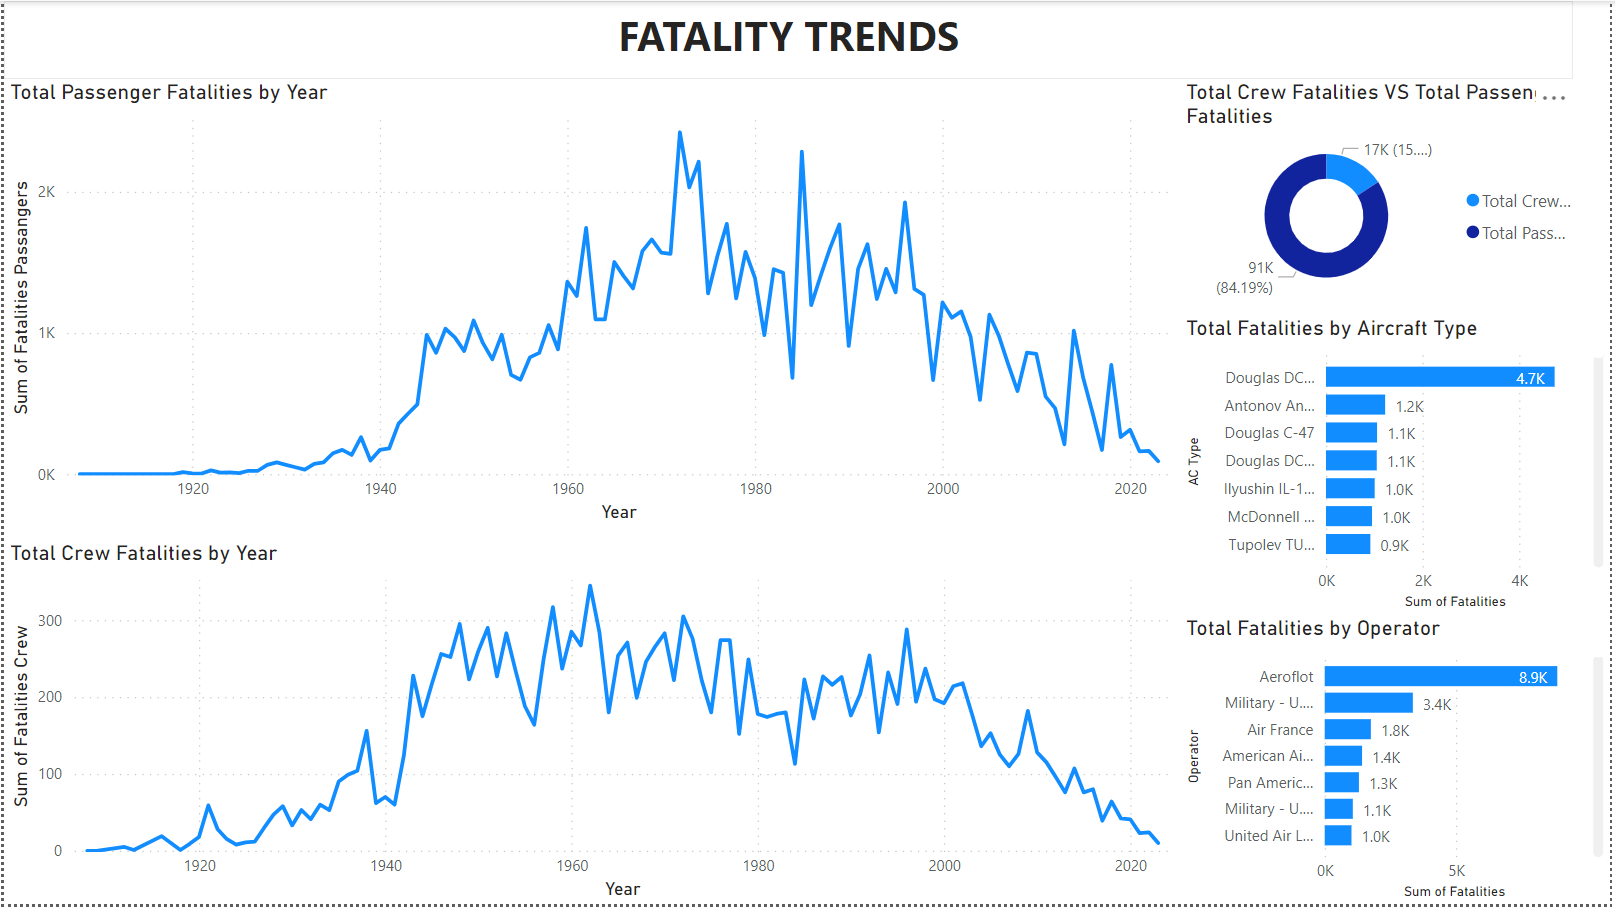 FATALITY TRENDS
Total Passenger Fatalities by Year
Sum of Fatalities Passangers
2K
1K
0K
1920
1940
1960
1980
2000
2020
Year
Total Crew Fatalities by Year
Sum of Fatalities Crew
300
200
100
0
1920
1940
1960
1980
2000
2020
Year
Total Crew Fatalities VS Total Passen...
Fatalities
17K (15....)
91K
(84.19%)
Total Crew...
Total Pass...
Total Fatalities by Aircraft Type
AC Type
Douglas DC... 4.7K
Antonov An... 1.2K
Douglas C-47 1.1K
Douglas DC... 1.1K
Ilyushin IL-1... 1.0K
McDonnell ... 1.0K
Tupolev TU... 0.9K
0K 2K 4K
Sum of Fatalities
Total Fatalities by Operator
Operator
Aeroflot 8.9K
Military - U.... 3.4K
Air France 1.8K
American Ai... 1.4K
Pan Americ... 1.3K
Military - U.... 1.1K
United Air L... 1.0K
0K 5K
Sum of Fatalities